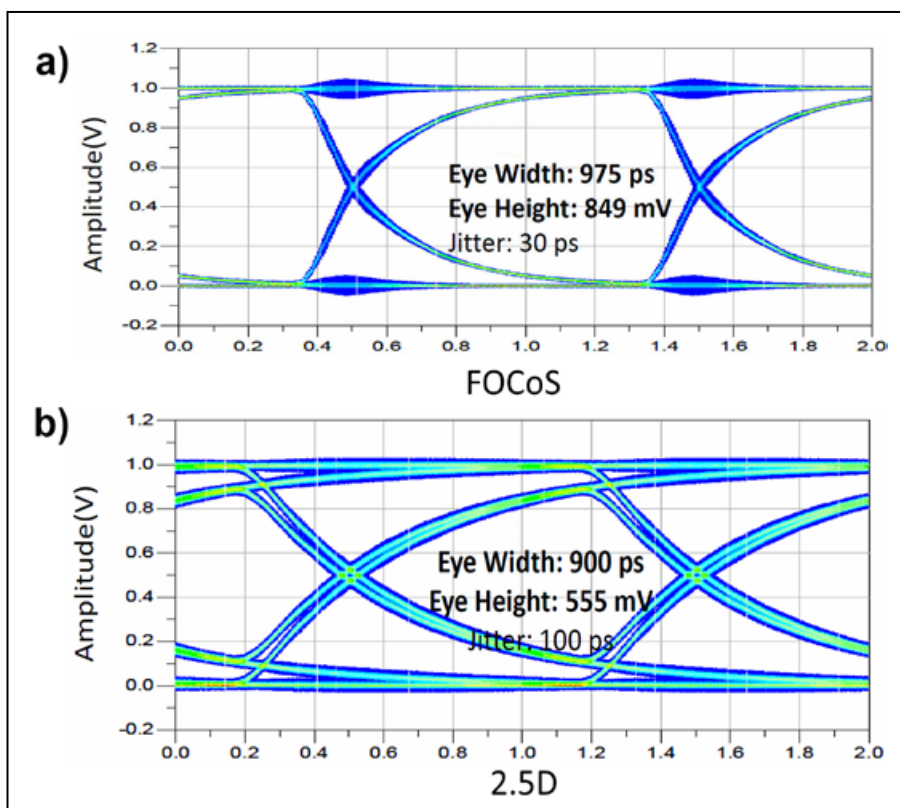 a)
Amplitude(V)
1.2
1.0
0.8
0.6
0.4
0.2
0.0
-0.2
Eye Width: 975 ps
Eye Height: 849 mV
Jitter: 30 ps
0.0 0.2 0.4 0.6 0.8 1.0 1.2 1.4 1.6 1.8 2.0
FOCoS
b)
Amplitude(V)
1.2
1.0
0.8
0.6
0.4
0.2
0.0
-0.2
Eye Width: 900 ps
Eye Height: 555 mV
Jitter: 100 ps
0.0 0.2 0.4 0.6 0.8 1.0 1.2 1.4 1.6 1.8 2.0
2.5D